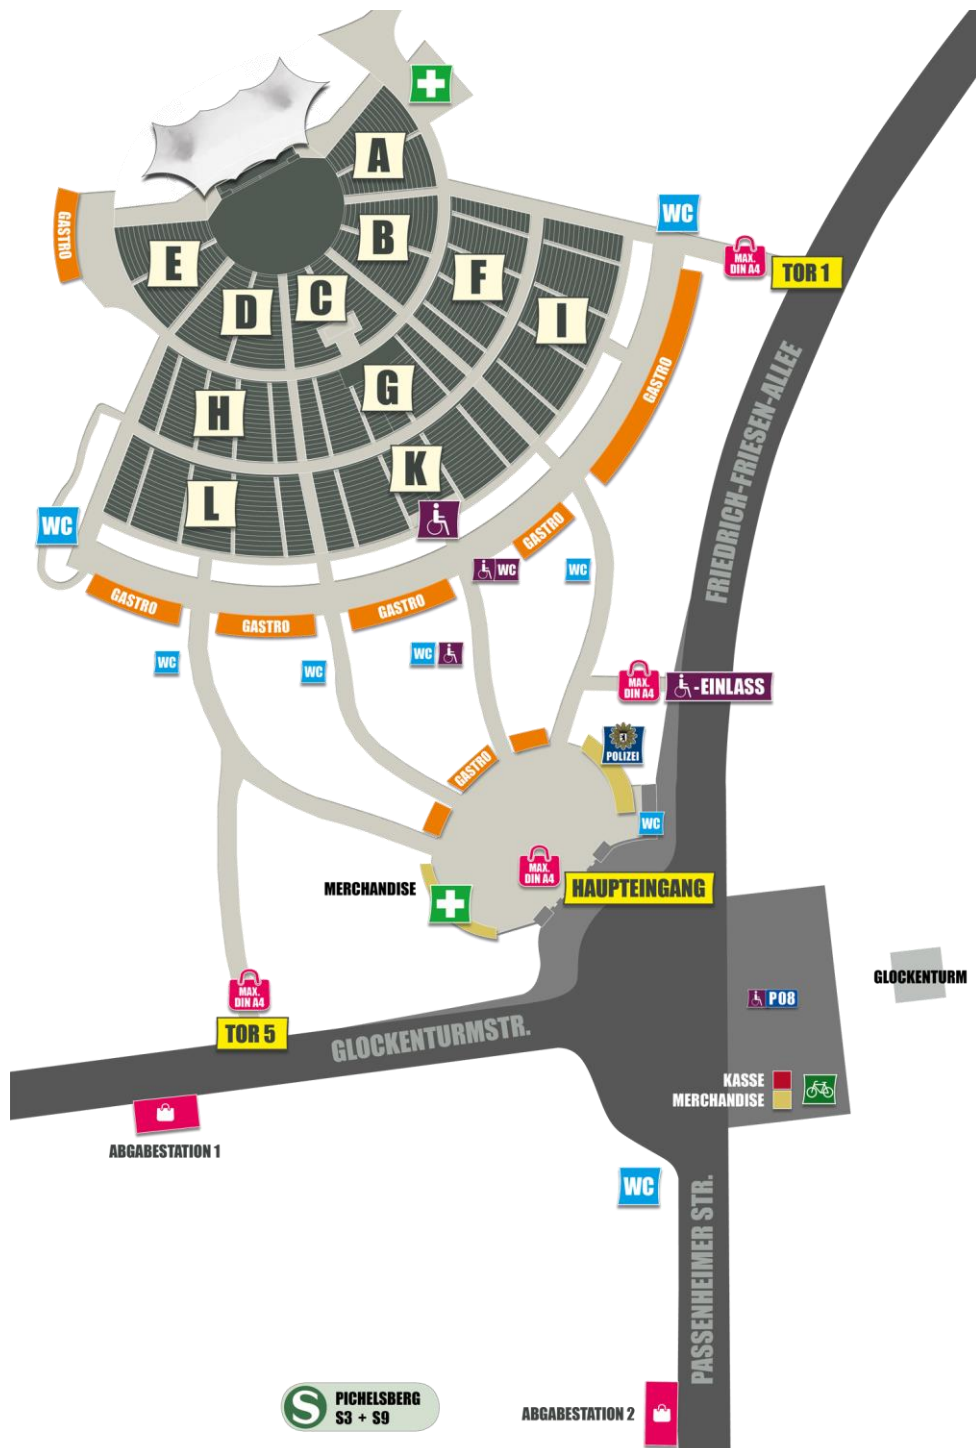 A
WC
B
GASTRO
MAX.
DIN A4
TOR 1
E
F
C
D
I
GASTRO
G
H
FRIEDRICH-FRIESEN-ALLEE
K
L
WC
GASTRO
WC
WC
GASTRO
GASTRO
GASTRO
WC
WC
WC
MAX.
DIN A4
-EINLASS
POLIZEI
GASTRO
WC
MAX.
DIN A4
MERCHANDISE
HAUPTEINGANG
GLOCKENTURM
MAX.
DIN A4
P08
TOR 5
GLOCKENTURMSTR.
KASSE
MERCHANDISE
ABGABESTATION 1
WC
PASSENHEIMER STR.
S
PICHELSBERG
S3 + S9
ABGABESTATION 2